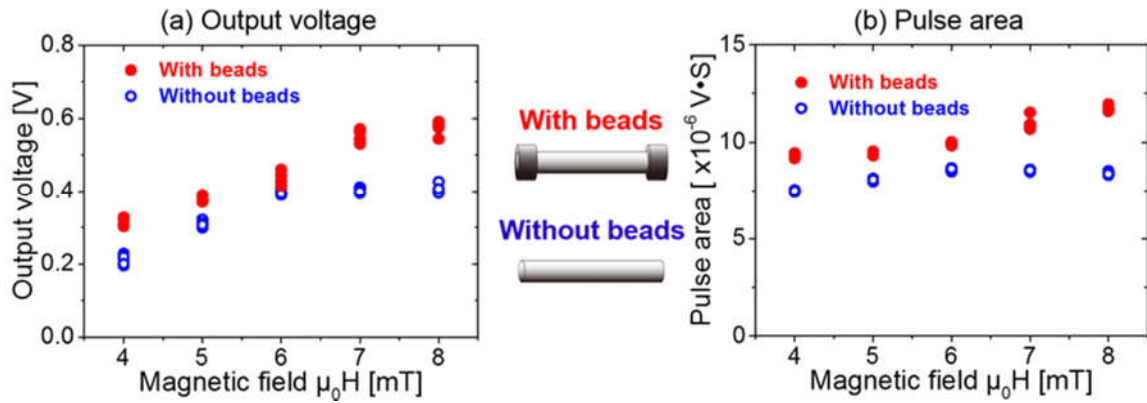 (a) Output voltage
Output voltage [V]
0.8
0.6
0.4
0.2
0.0
With beads
Without beads
4 5 6 7 8
Magnetic field μ₀H [mT]
With beads
Without beads
(b) Pulse area
Pulse area [ x10⁻⁶ V•S]
15
10
5
0
With beads
Without beads
4 5 6 7 8
Magnetic field μ₀H [mT]